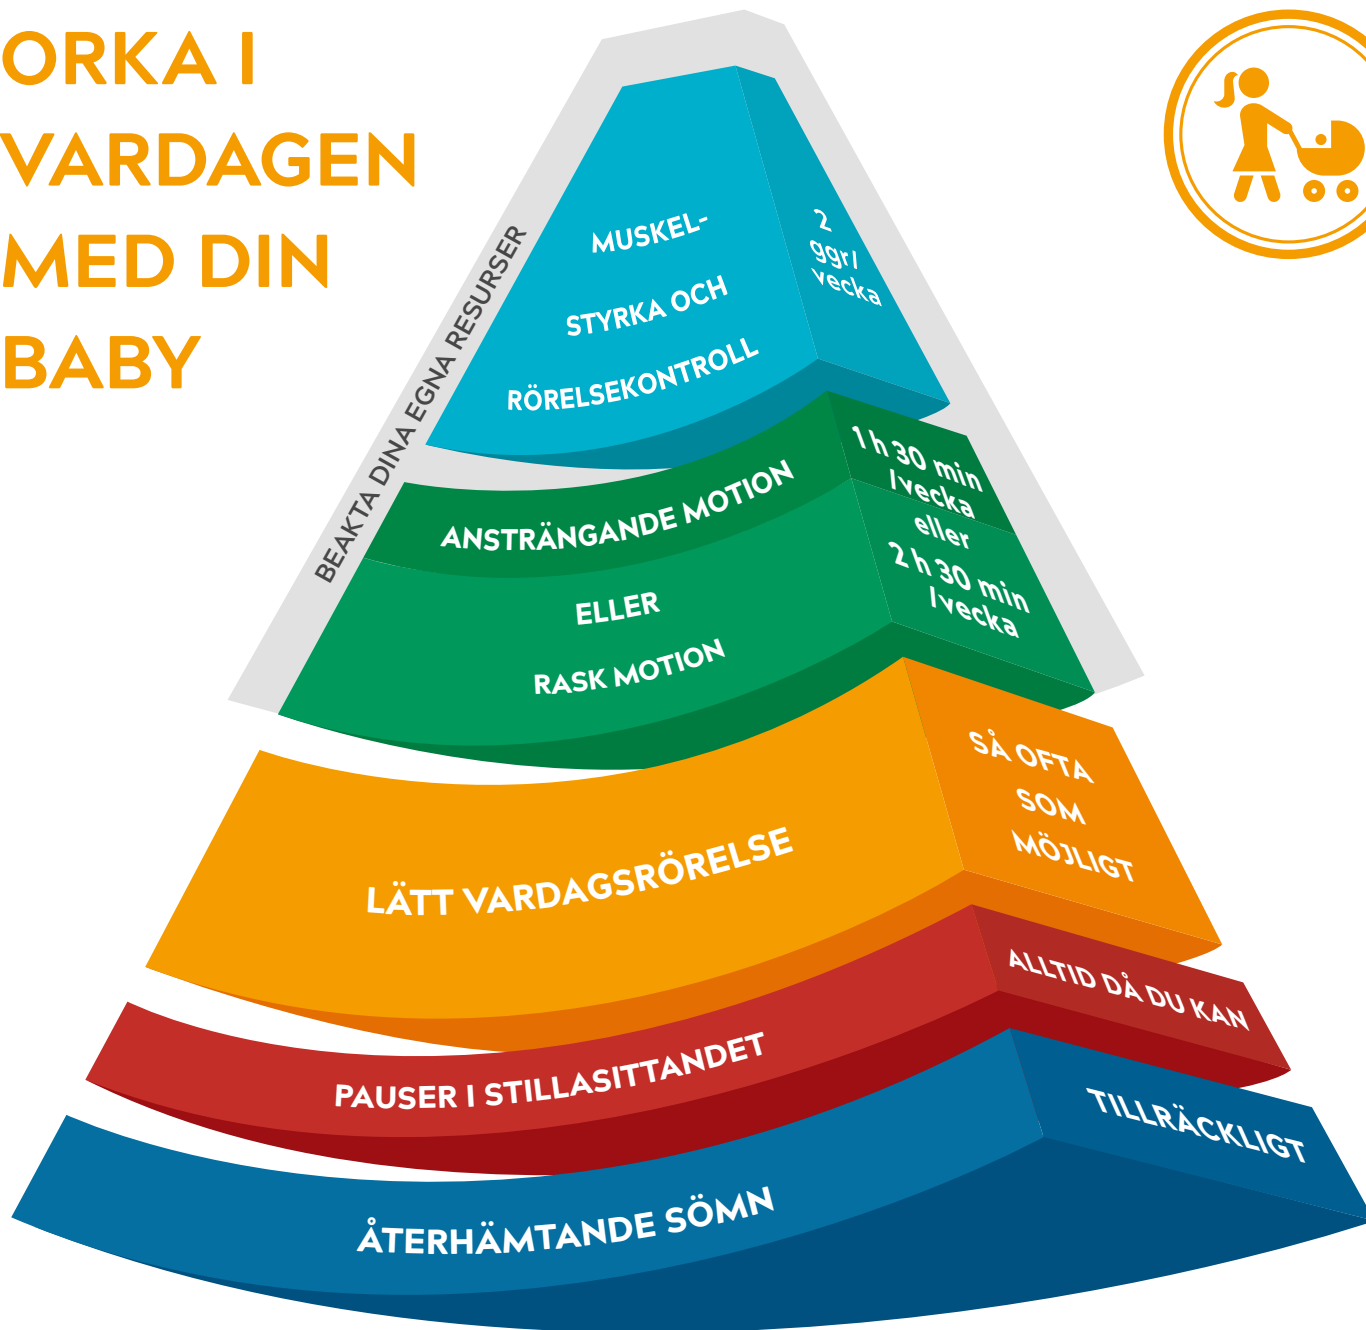 ORKA I
VARDAGEN
MED DIN
BABY
BEAKTA DINA EGNA RESURSER
MUSKEL-
STYRKA OCH
RÖRELSEKONTROLL
2
ggr/
vecka
ANSTRÄNGANDE MOTION
ELLER
RASK MOTION
1 h 30 min
/vecka
eller
2 h 30 min
/vecka
LÄTT VARDAGSRÖRELSE
SÅ OFTA
SOM
MÖJLIGT
PAUSER I STILLASITTANDET
ALLTID DÅ DU KAN
ÅTERHÄMTANDE SÖMN
TILLRÄCKLIGT